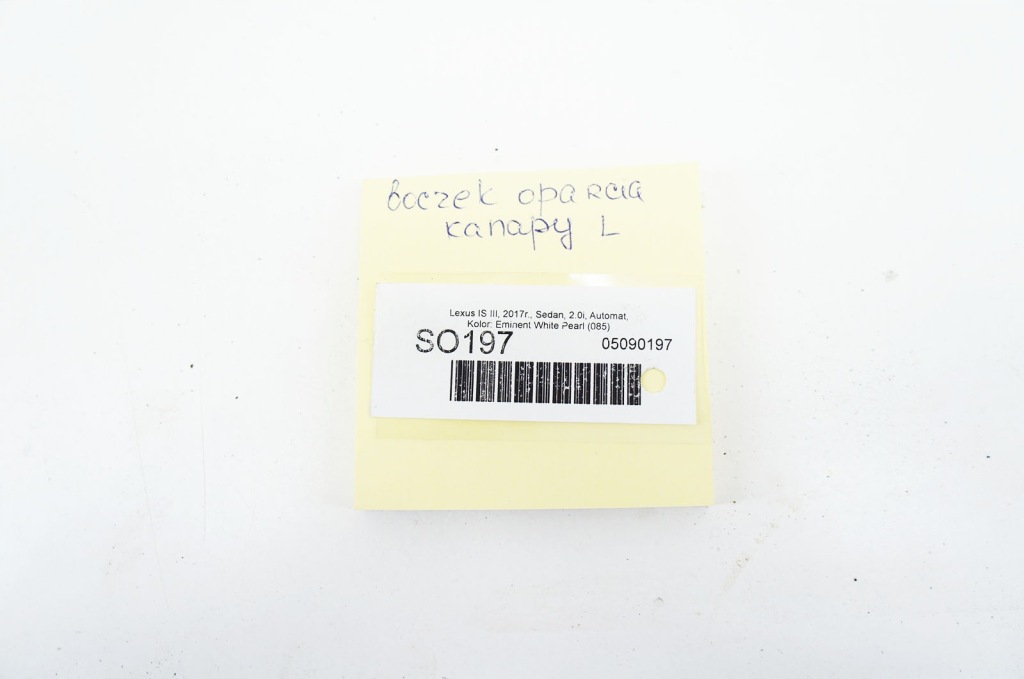 boczek oparcia
kanapy L
Lexus IS III, 2017r., Sedan, 2.0i, Automat,
Kolor: Eminent White Pearl (085)
SO197 05090197